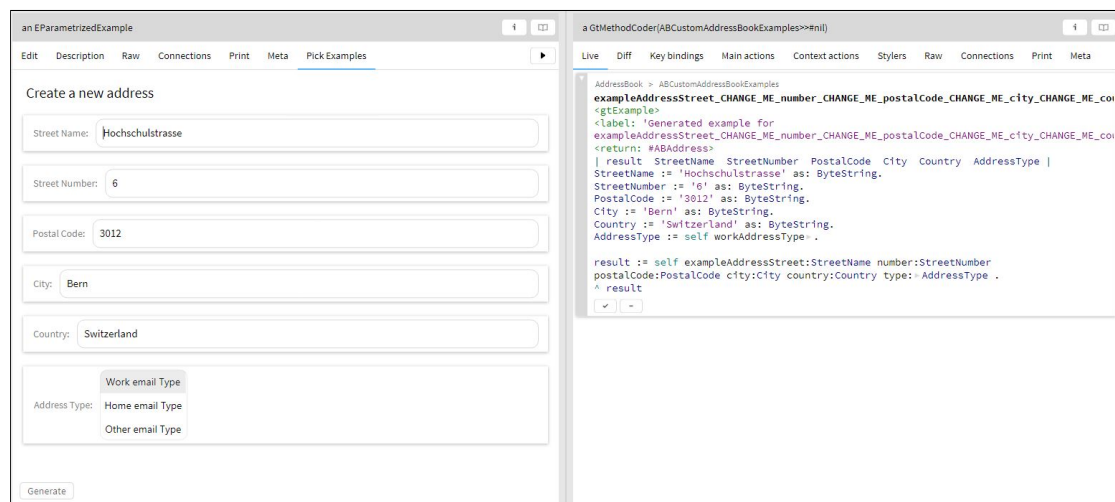 an EParametrizedExample
i
Edit Description Raw Connections Print Meta Pick Examples
Create a new address
Street Name: Hochschulstrasse
Street Number: 6
Postal Code: 3012
City: Bern
Country: Switzerland
Address Type:
Work email Type
Home email Type
Other email Type
Generate
a GtMethodCoder(ABCustomAddressBookExamples>>#nil)
i
Live Diff Key bindings Main actions Context actions Stylers Raw Connections Print Meta
AddressBook > ABCustomAddressBookExamples
exampleAddressStreet_CHANGE_ME_number_CHANGE_ME_postalCode_CHANGE_ME_city_CHANGE_ME_cou
<gtExample>
<label: 'Generated example for
exampleAddressStreet_CHANGE_ME_number_CHANGE_ME_postalCode_CHANGE_ME_city_CHANGE_ME_cou
<return: #ABAddress>
| result StreetName StreetNumber PostalCode City Country AddressType |
StreetName := 'Hochschulstrasse' as: ByteString.
StreetNumber := '6' as: ByteString.
PostalCode := '3012' as: ByteString.
City := 'Bern' as: ByteString.
Country := 'Switzerland' as: ByteString.
AddressType := self workAddressType .
result := self exampleAddressStreet:StreetName number:StreetNumber
postalCode:PostalCode city:City country:Country type: AddressType .
^ result